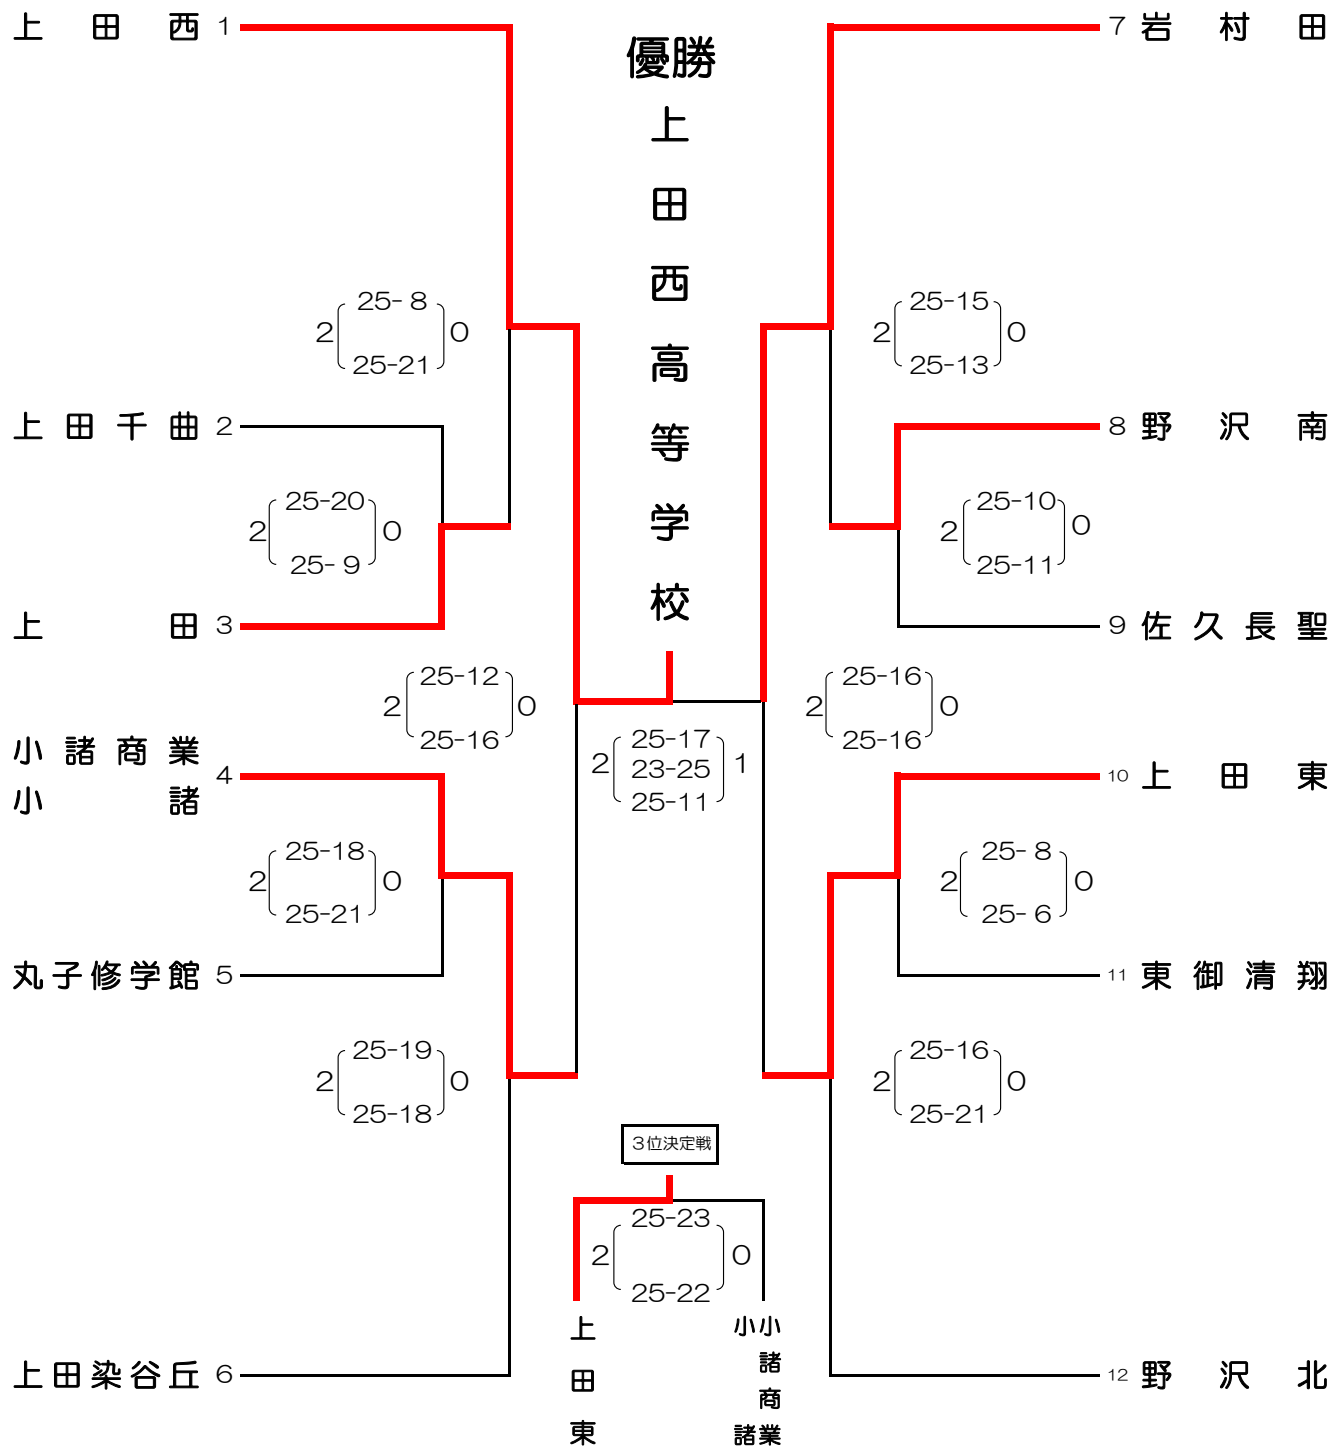 優勝
上田西高等学校
上田西 1
25- 8
2 0
25-21
上田千曲 2
25-20
2 0
25- 9
上田 3
25-12
2 0
25-16
小諸商業
小諸 4
25-18
2 0
25-21
丸子修学館 5
25-19
2 0
25-18
上田染谷丘 6
25-17
2 23-25 1
25-11
7 岩村田
25-15
2 0
25-13
8 野沢南
25-10
2 0
25-11
9 佐久長聖
25-16
2 0
25-16
10 上田東
25- 8
2 0
25- 6
11 東御清翔
25-16
2 0
25-21
12 野沢北
3位決定戦
25-23
2 0
25-22
上田東
小諸商業
小諸